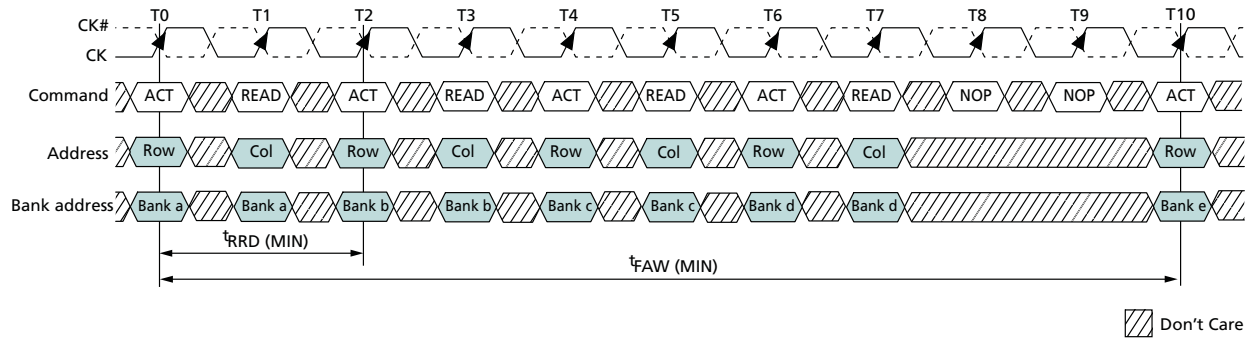 T0 T1 T2 T3 T4 T5 T6 T7 T8 T9 T10
CK#
CK
Command ACT READ ACT READ ACT READ ACT READ NOP NOP ACT
Address Row Col Row Col Row Col Row Col Row
Bank address Bank a Bank a Bank b Bank b Bank c Bank c Bank d Bank d Bank e
tRRD (MIN)
tFAW (MIN)
Don't Care